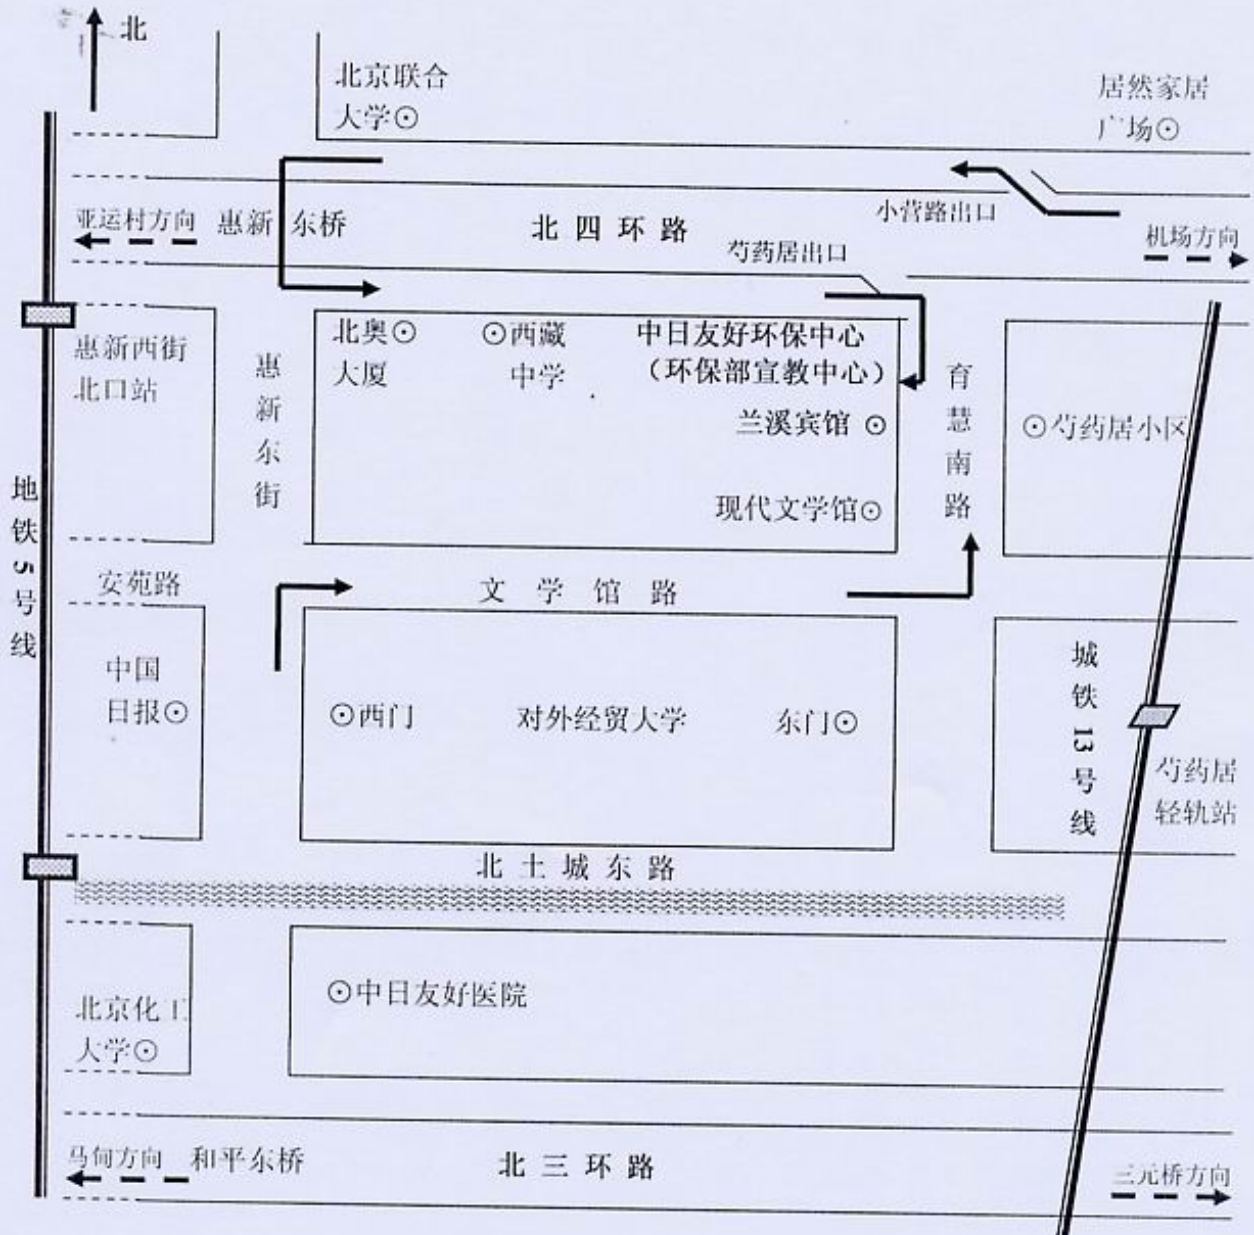 北
北京联合
大学
居然家居
广场
亚运村方向
惠新 东桥
北四环路
小营路出口
芍药居出口
机场方向
惠新西街
北口站
惠新东街
北奥
大厦
西藏
中学
中日友好环保中心
（环保部宣教中心）
兰溪宾馆
现代文学馆
育慧南路
芍药居小区
地铁5号线
安苑路
文学馆路
中国
日报
西门
对外经贸大学
东门
城铁13号线
芍药居
轻轨站
北土城东路
北京化工
大学
中日友好医院
马甸方向
和平东桥
北三环路
三元桥方向